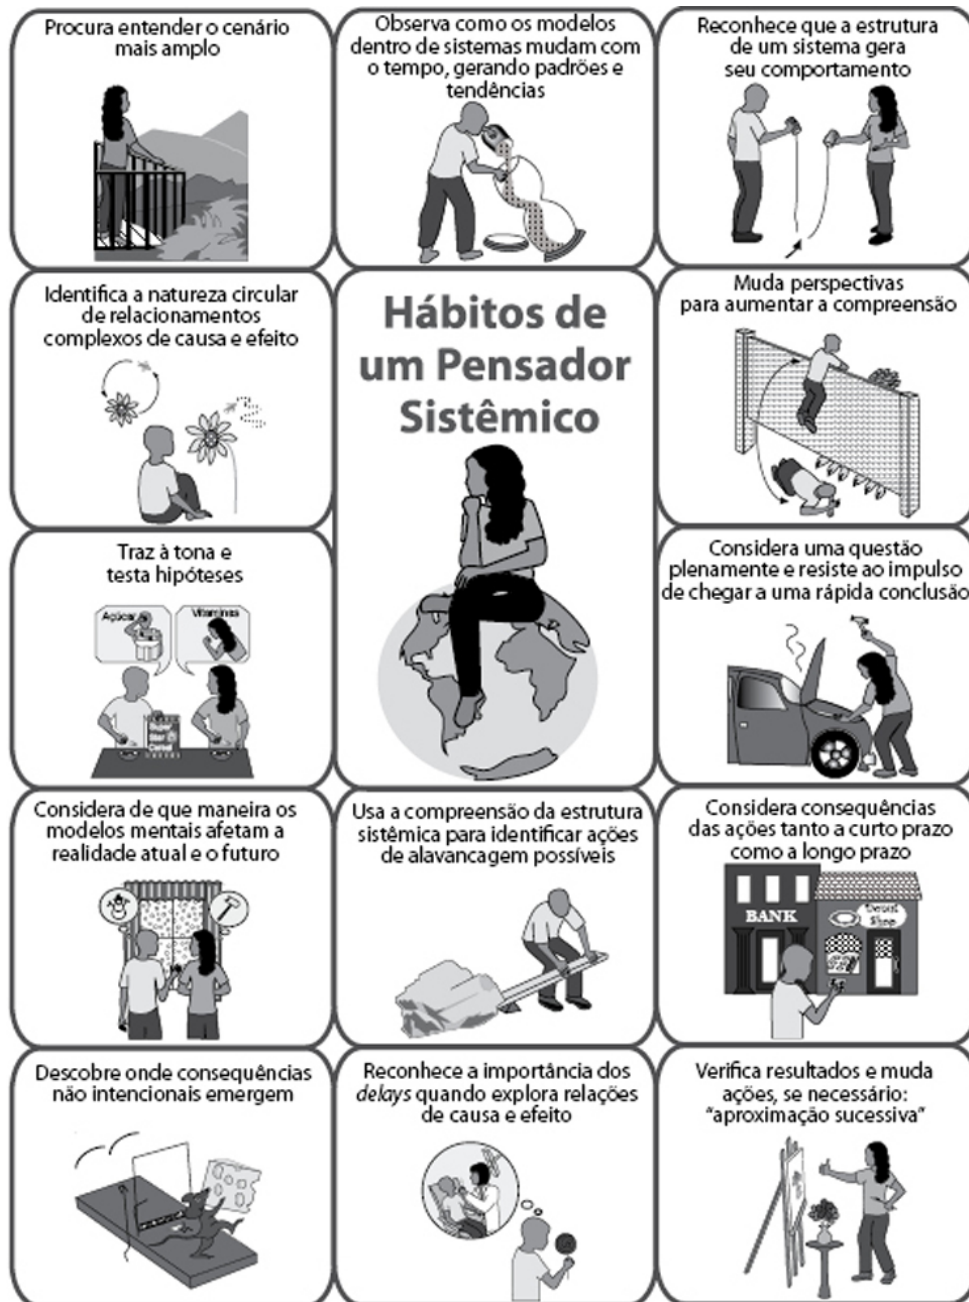 Procura entender o cenário
mais amplo
Observa como os modelos
dentro de sistemas mudam com
o tempo, gerando padrões e
tendências
Reconhece que a estrutura
de um sistema gera
seu comportamento
Identifica a natureza circular
de relacionamentos
complexos de causa e efeito
Hábitos de
um Pensador
Sistêmico
Muda perspectivas
para aumentar a compreensão
Traz à tona e
testa hipóteses
Açúcar
Vitaminas
Super
Star
Cereal
Considera uma questão
plenamente e resiste ao impulso
de chegar a uma rápida conclusão
Considera de que maneira os
modelos mentais afetam a
realidade atual e o futuro
Usa a compreensão da estrutura
sistêmica para identificar ações
de alavancagem possíveis
Considera consequências
das ações tanto a curto prazo
como a longo prazo
BANK
Donut
Shop
Descobre onde consequências
não intencionais emergem
Reconhece a importância dos
delays quando explora relações
de causa e efeito
Verifica resultados e muda
ações, se necessário:
“aproximação sucessiva”